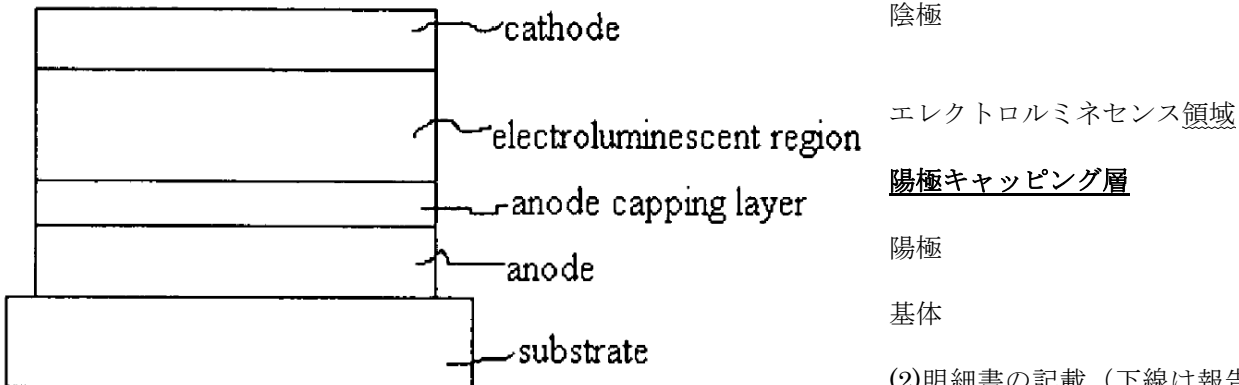 cathode
陰極
electroluminescent region
エレクトロルミネセンス領域
anode capping layer
陽極キャッピング層
anode
陽極
基体
substrate
(2)明細書の記載（下線は報告